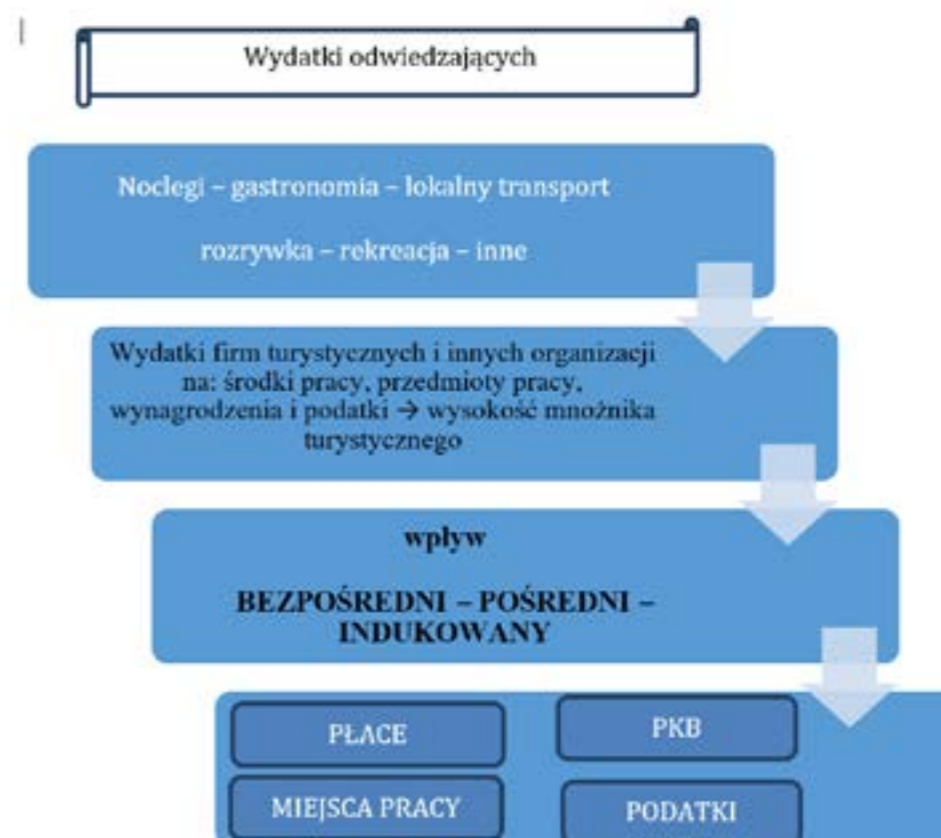 Wydatki odwiedzających
Noclegi – gastronomia – lokalny transport
rozrywka – rekreacja – inne
Wydatki firm turystycznych i innych organizacji
na: środki pracy, przedmioty pracy,
wynagrodzenia i podatki → wysokość mnożnika
turystycznego
wpływ
BEZPOŚREDNI – POŚREDNI –
INDUKOWANY
PŁACE
PKB
MIEJSCA PRACY
PODATKI